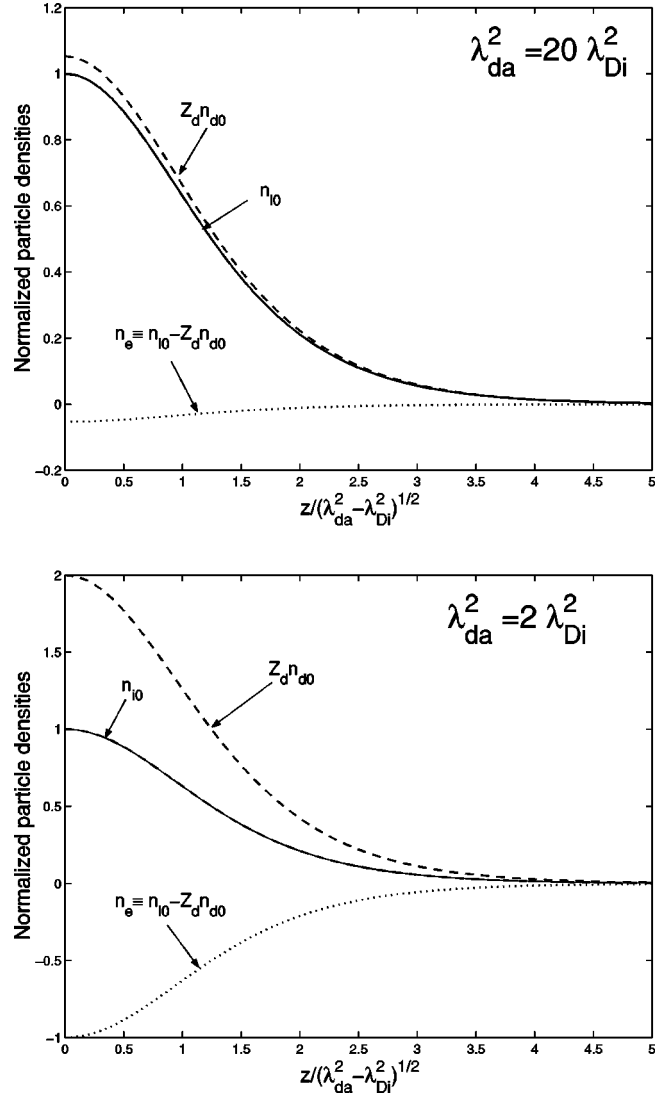 1.2
1
0.8
0.6
0.4
0.2
0
−0.2
Normalized particle densities
λ²da =20 λ²Di
Zdnd0
nI0
ne≡ nI0−Zdnd0
0 0.5 1 1.5 2 2.5 3 3.5 4 4.5 5
z/(λ²da−λ²Di)1/2
2
1.5
1
0.5
0
−0.5
−1
Normalized particle densities
λ²da =2 λ²Di
Zdnd0
ni0
ne≡ nI0−Zdnd0
0 0.5 1 1.5 2 2.5 3 3.5 4 4.5 5
z/(λ²da−λ²Di)1/2